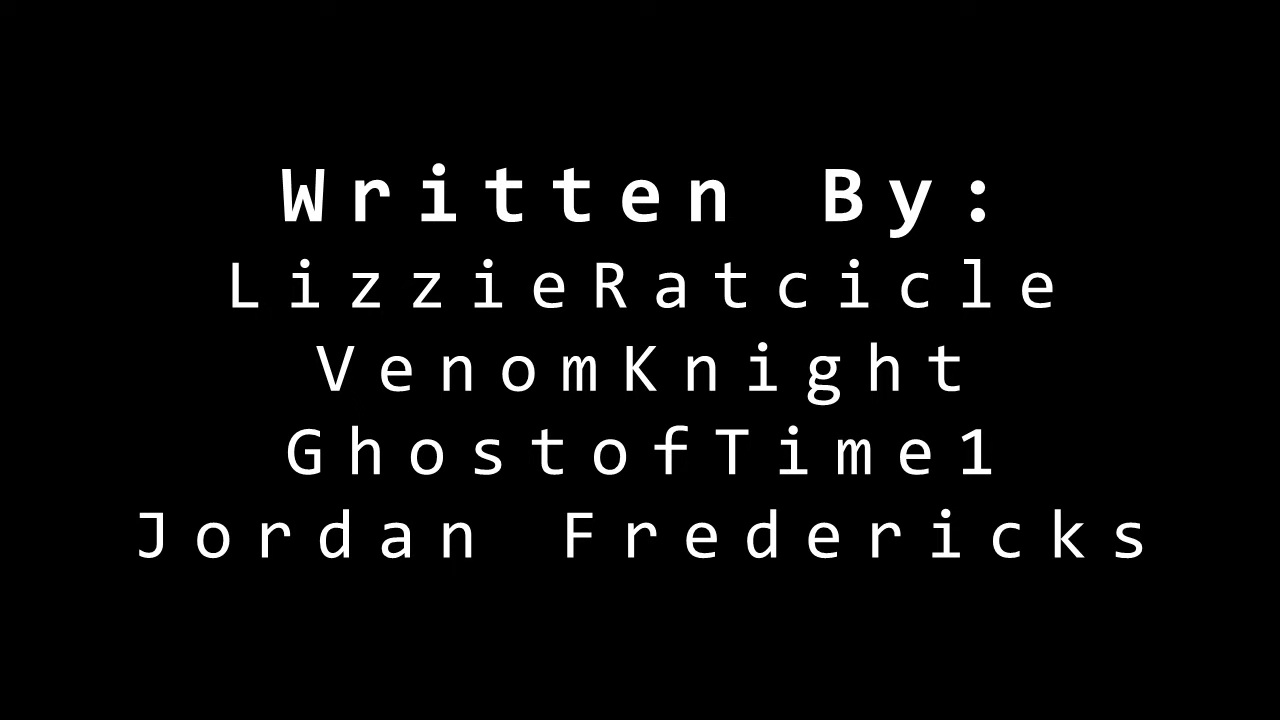 Written By:
LizzieRatcicle
VenomKnight
GhostofTime1
Jordan Fredericks